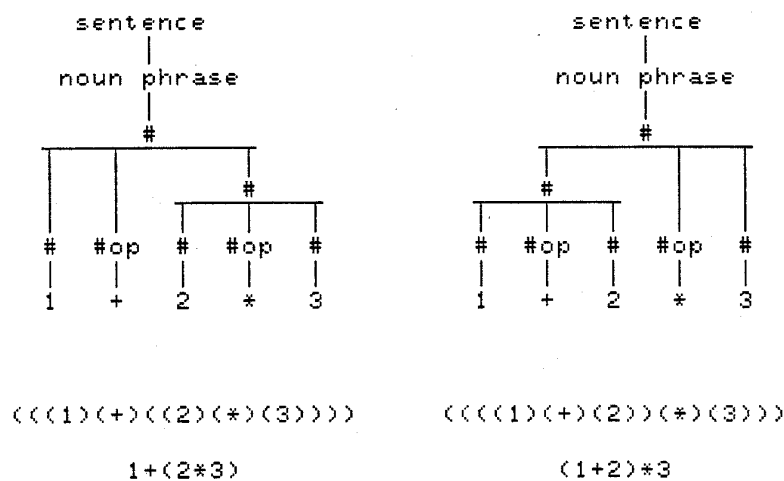 sentence sentence
noun phrase noun phrase
# #
# #
# #op # #op # # #op # #op #
1 + 2 * 3 1 + 2 * 3
(((1)(+)((2)(*)(3)))) ((((1)(+)(2))(*)(3)))
1+(2*3) (1+2)*3